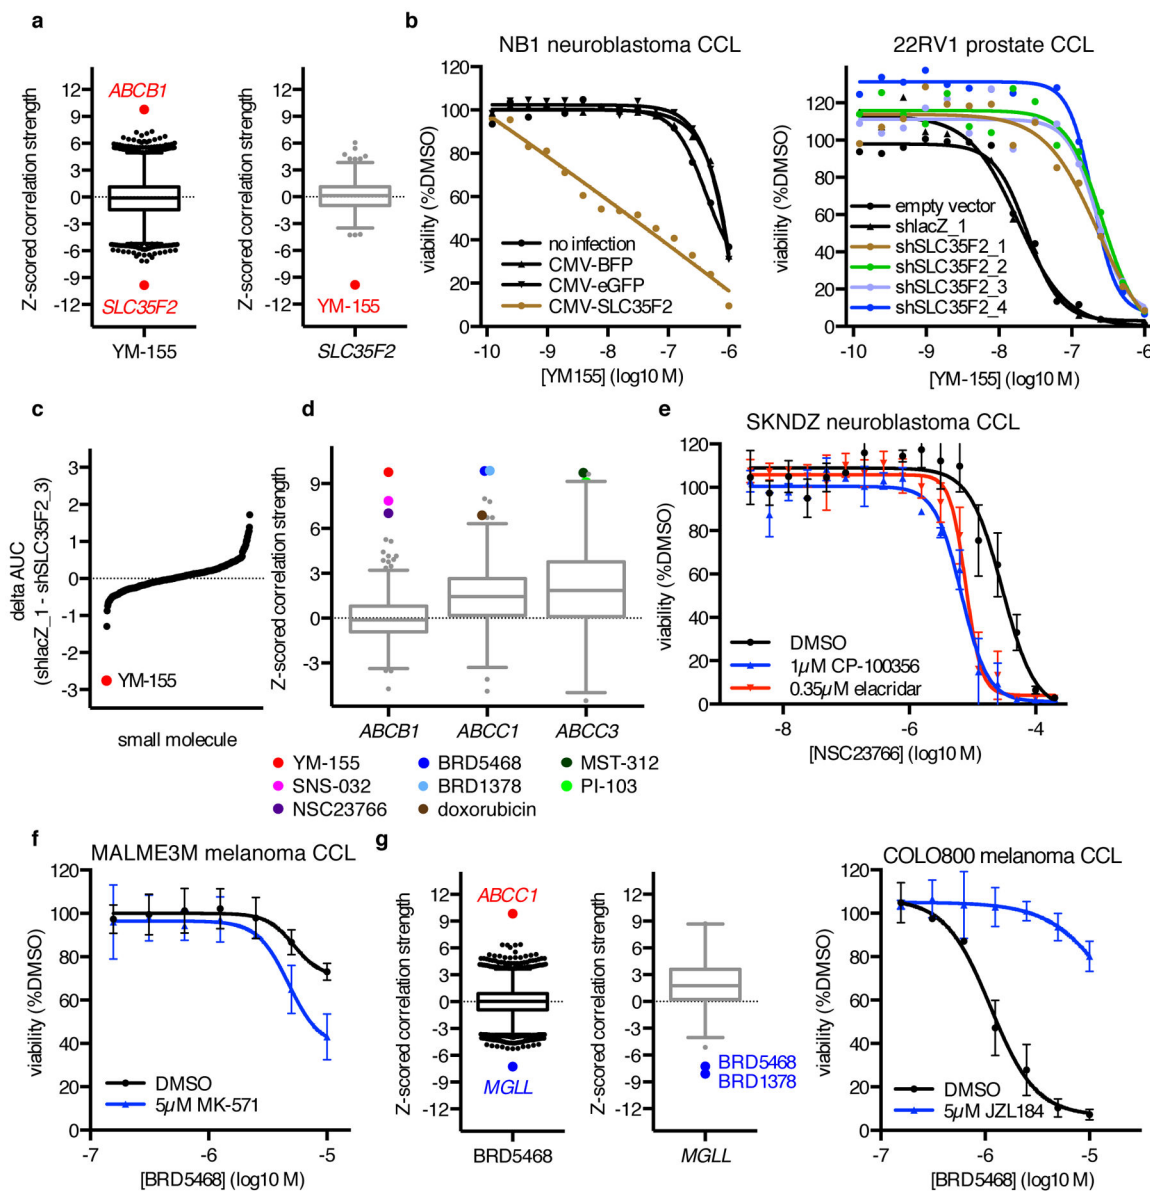 a
Z-scored correlation strength
12
9
6
3
0
-3
-6
-9
-12
ABCB1
SLC35F2
YM-155
Z-scored correlation strength
12
9
6
3
0
-3
-6
-9
-12
YM-155
SLC35F2
b
NB1 neuroblastoma CCL
viability (%DMSO)
120
100
80
60
40
20
0
no infection
CMV-BFP
CMV-eGFP
CMV-SLC35F2
-10 -9 -8 -7 -6
[YM155] (log10 M)
22RV1 prostate CCL
viability (%DMSO)
120
100
80
60
40
20
0
empty vector
shlacZ_1
shSLC35F2_1
shSLC35F2_2
shSLC35F2_3
shSLC35F2_4
-10 -9 -8 -7 -6
[YM-155] (log10 M)
c
delta AUC
(shlacZ_1 - shSLC35F2_3)
3
2
1
0
-1
-2
-3
YM-155
small molecule
d
Z-scored correlation strength
9
6
3
0
-3
ABCB1 ABCC1 ABCC3
YM-155 BRD5468 MST-312
SNS-032 BRD1378 PI-103
NSC23766 doxorubicin
e
SKNDZ neuroblastoma CCL
viability (%DMSO)
120
100
80
60
40
20
0
DMSO
1µM CP-100356
0.35µM elacridar
-8 -6 -4
[NSC23766] (log10 M)
f
MALME3M melanoma CCL
viability (%DMSO)
120
100
80
60
40
20
0
DMSO
5µM MK-571
-7 -6 -5
[BRD5468] (log10 M)
g
Z-scored correlation strength
12
9
6
3
0
-3
-6
-9
-12
ABCC1
MGLL
BRD5468
Z-scored correlation strength
12
9
6
3
0
-3
-6
-9
-12
BRD5468
BRD1378
MGLL
COLO800 melanoma CCL
viability (%DMSO)
120
100
80
60
40
20
0
DMSO
5µM JZL184
-7 -6 -5
[BRD5468] (log10 M)